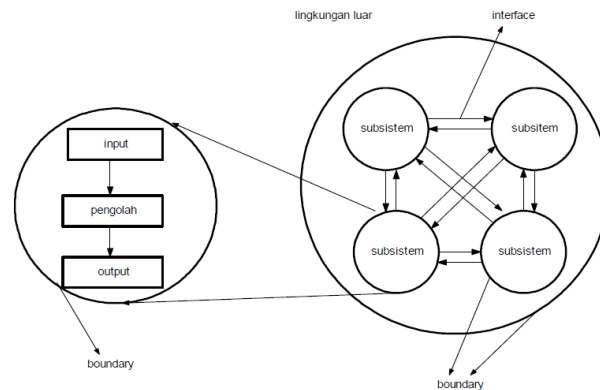 lingkungan luar
interface
subsistem
subsitem
input
pengolah
output
subsistem
subsistem
boundary
boundary